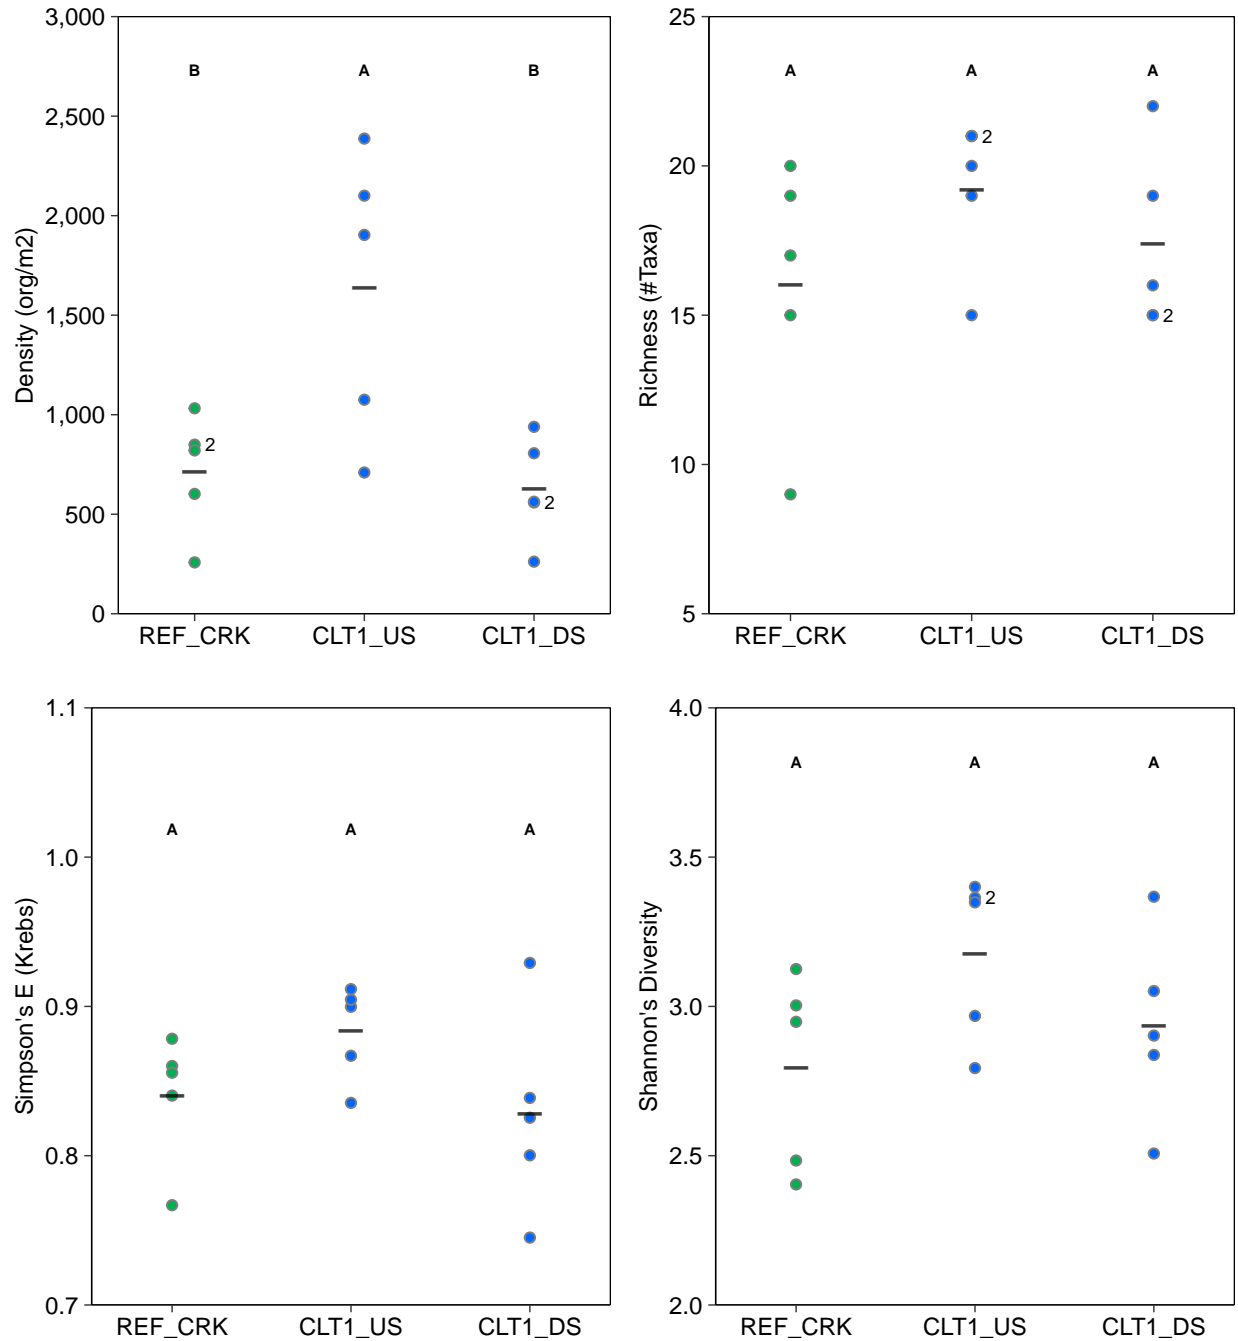 3,000
2,500
2,000
1,500
1,000
500
0
Density (org/m2)
B
A
B
2
2
REF_CRK
CLT1_US
CLT1_DS
25
20
15
10
5
Richness (#Taxa)
A
A
A
2
2
REF_CRK
CLT1_US
CLT1_DS
1.1
1.0
0.9
0.8
0.7
Simpson's E (Krebs)
A
A
A
REF_CRK
CLT1_US
CLT1_DS
4.0
3.5
3.0
2.5
2.0
Shannon's Diversity
A
A
A
2
REF_CRK
CLT1_US
CLT1_DS